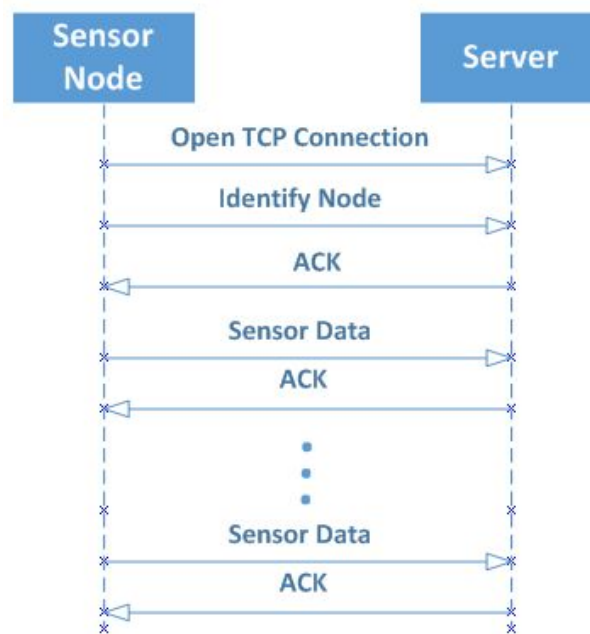 Sensor
Node
Server
Open TCP Connection
Identify Node
ACK
Sensor Data
ACK
Sensor Data
ACK